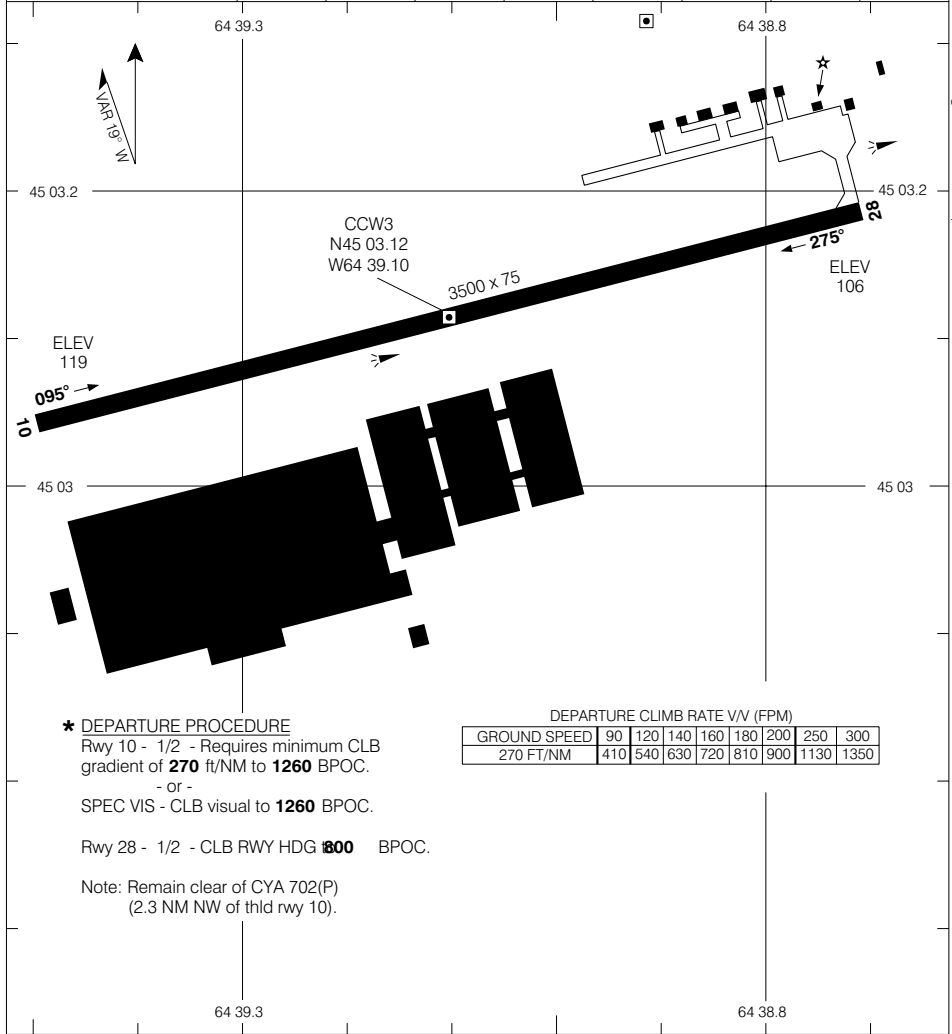 64 39.3
64 38.8
VAR 19° W
45 03.2
45 03.2
CCW3
N45 03.12
W64 39.10
28
275°
ELEV
106
3500 x 75
ELEV
119
095°
10
45 03
45 03
* DEPARTURE PROCEDURE
Rwy 10 - 1/2 - Requires minimum CLB
gradient of 270 ft/NM to 1260 BPOC.
- or -
SPEC VIS - CLB visual to 1260 BPOC.
Rwy 28 - 1/2 - CLB RWY HDG 800 BPOC.
Note: Remain clear of CYA 702(P)
(2.3 NM NW of thld rwy 10).
DEPARTURE CLIMB RATE V/V (FPM)
GROUND SPEED 90 120 140 160 180 200 250 300
270 FT/NM 410 540 630 720 810 900 1130 1350
64 39.3
64 38.8